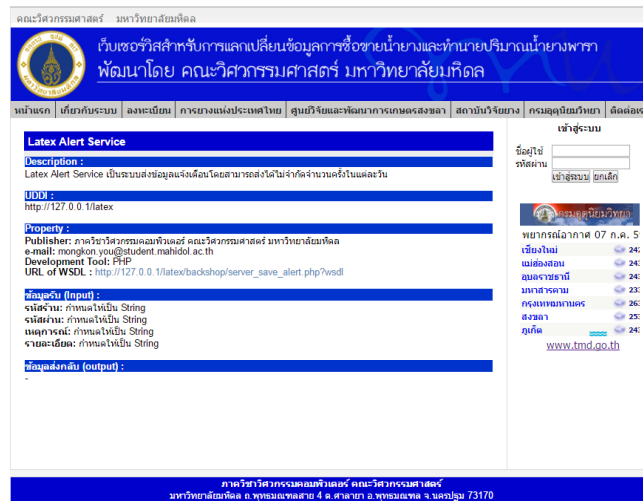 คณะวิศวกรรมศาสตร์ มหาวิทยาลัยมหิดล
เว็บเซอร์วิสสำหรับการแลกเปลี่ยนข้อมูลการซื้อขายน้ำยางและทำนายปริมาณน้ำยางพารา
พัฒนาโดย คณะวิศวกรรมศาสตร์ มหาวิทยาลัยมหิดล
หน้าแรก เกี่ยวกับระบบ ลงทะเบียน การยางแห่งประเทศไทย ศูนย์วิจัยและพัฒนาการเกษตรสงขลา สถาบันวิจัยยาง กรมอุตุนิยมวิทยา ติดต่อเร
เข้าสู่ระบบ
ชื่อผู้ใช้
รหัสผ่าน
เข้าสู่ระบบ ยกเลิก
Latex Alert Service
Description :
Latex Alert Service เป็นระบบส่งข้อมูลแจ้งเตือนโดยสามารถส่งได้ไม่จำกัดจำนวนครั้งในแต่ละวัน
UDDI :
http://127.0.0.1/latex
Property :
Publisher: ภาควิชาวิศวกรรมคอมพิวเตอร์ คณะวิศวกรรมศาสตร์ มหาวิทยาลัยมหิดล
e-mail: mongkon.you@student.mahidol.ac.th
Development Tool: PHP
URL of WSDL : http://127.0.0.1/latex/backshop/server_save_alert.php?wsdl
ข้อมูลรับ (Input) :
รหัสร้าน: กำหนดให้เป็น String
รหัสผ่าน: กำหนดให้เป็น String
เหตุการณ์: กำหนดให้เป็น String
รายละเอียด: กำหนดให้เป็น String
ข้อมูลส่งกลับ (output) :
-
กรมอุตุนิยมวิทยา
พยากรณ์อากาศ 07 ก.ค. 5
เชียงใหม่ 24
แม่ฮ่องสอน 24
อุบลราชธานี 24
มหาสารคาม 23
กรุงเทพมหานคร 26
สงขลา 25
ภูเก็ต 24
www.tmd.go.th
ภาควิชาวิศวกรรมคอมพิวเตอร์ คณะวิศวกรรมศาสตร์
มหาวิทยาลัยมหิดล ถ.พุทธมณฑลสาย 4 ต.ศาลายา อ.พุทธมณฑล จ.นครปฐม 73170